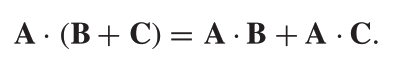 A · (B + C) = A · B + A · C.